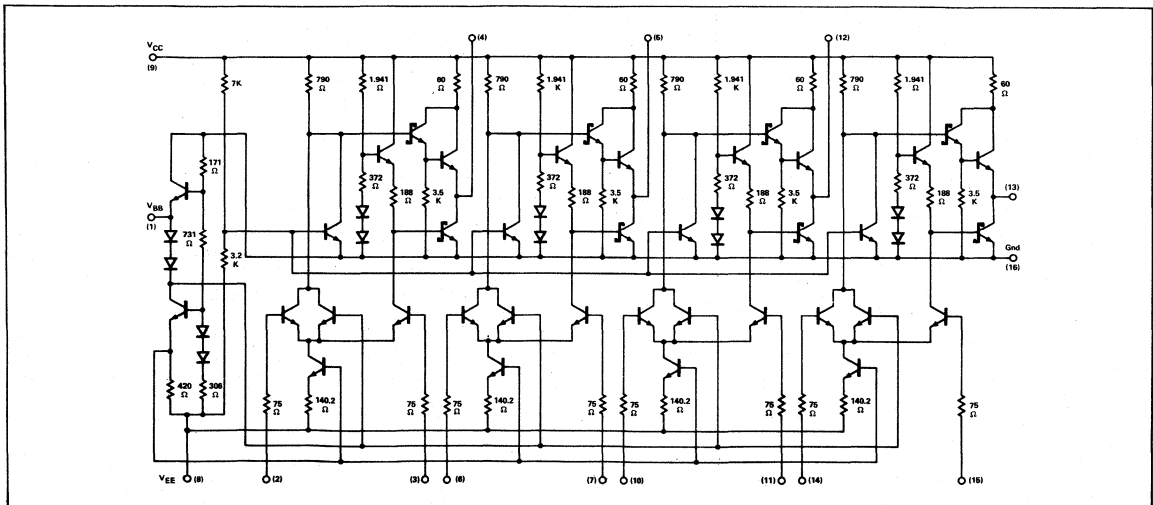 (4) (5) (12)
VCC
(9)
7K
790 Ω 1.941 Ω 60 Ω 790 Ω 1.941 K 60 Ω 790 Ω 1.941 K 60 Ω 790 Ω 1.941 Ω 60 Ω
171 Ω
372 Ω 188 Ω 3.5 K 372 Ω 188 Ω 3.5 K 372 Ω 188 Ω 3.5 K 372 Ω 188 Ω 3.5 K
(13)
VBB
(1)
731 Ω
3.2 K
Gnd
(16)
420 Ω 306 Ω 75 Ω 140.2 Ω 75 Ω 75 Ω 140.2 Ω 75 Ω 75 Ω 140.2 Ω 75 Ω 75 Ω 140.2 Ω 75 Ω
VEE (8) (2) (3) (6) (7) (10) (11) (14) (15)